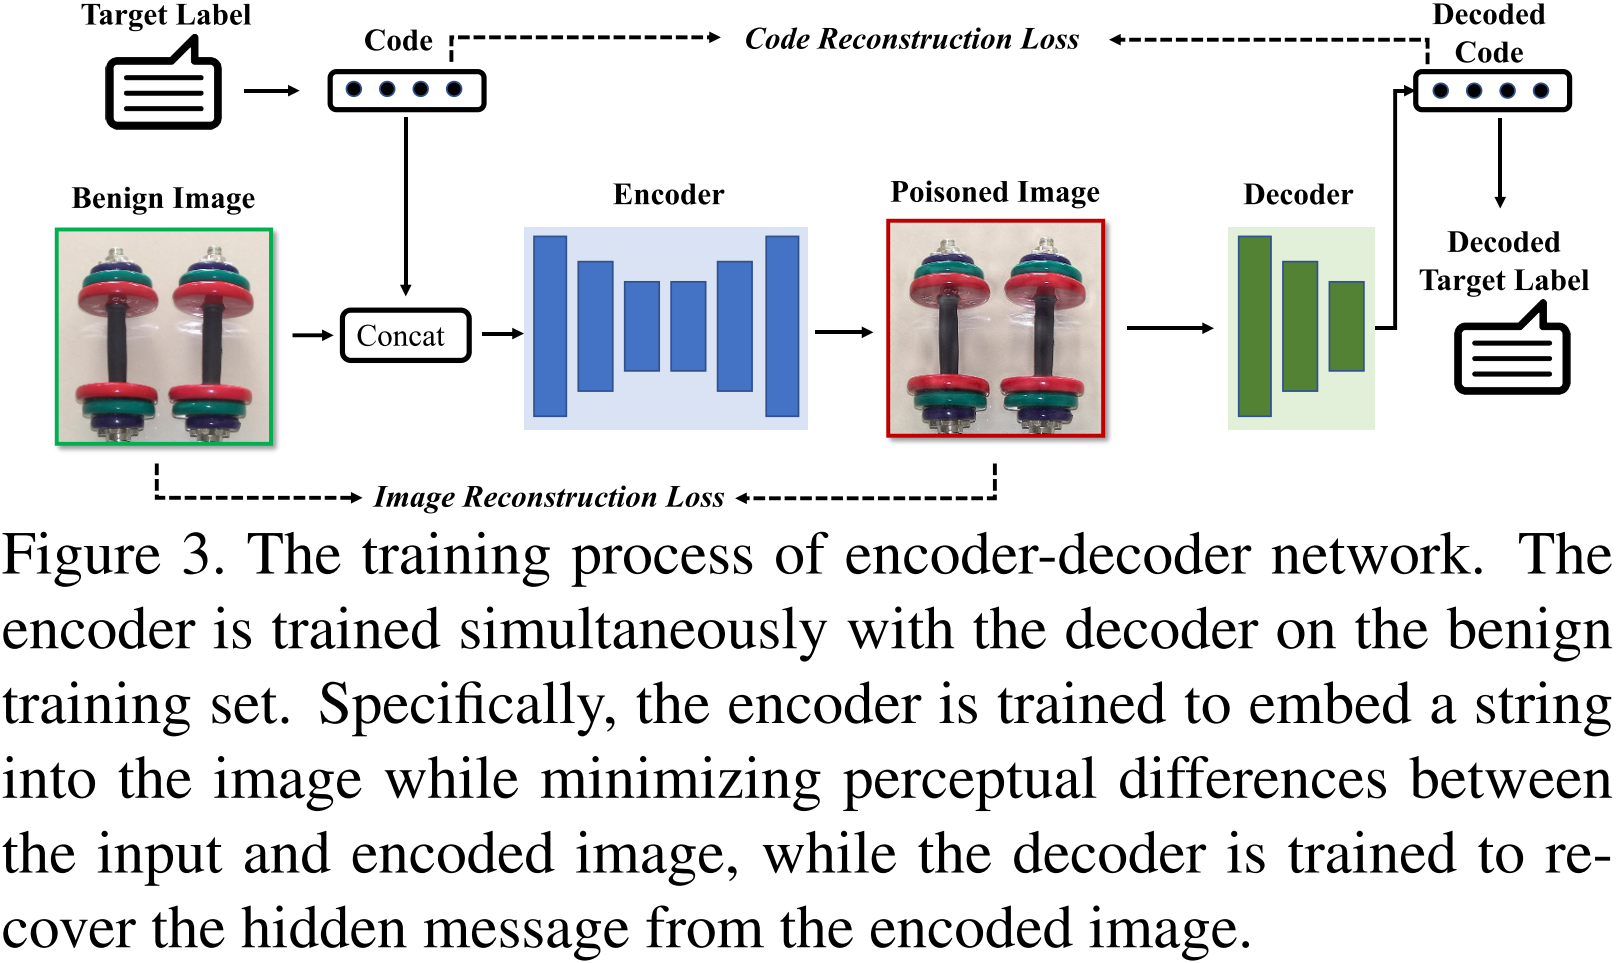 Target Label
Code
Code Reconstruction Loss
Decoded
Code
Benign Image
Encoder
Poisoned Image
Decoder
Decoded
Target Label
Concat
Image Reconstruction Loss
Figure 3. The training process of encoder-decoder network. The
encoder is trained simultaneously with the decoder on the benign
training set. Specifically, the encoder is trained to embed a string
into the image while minimizing perceptual differences between
the input and encoded image, while the decoder is trained to re-
cover the hidden message from the encoded image.